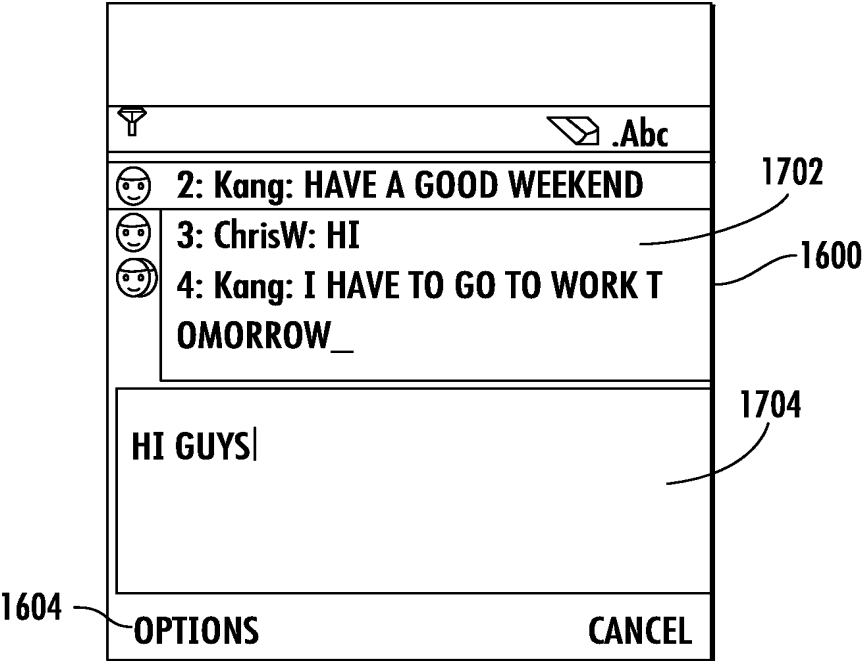 .Abc
2: Kang: HAVE A GOOD WEEKEND
1702
3: ChrisW: HI
1600
4: Kang: I HAVE TO GO TO WORK T
OMORROW_
1704
HI GUYS
1604
OPTIONS CANCEL